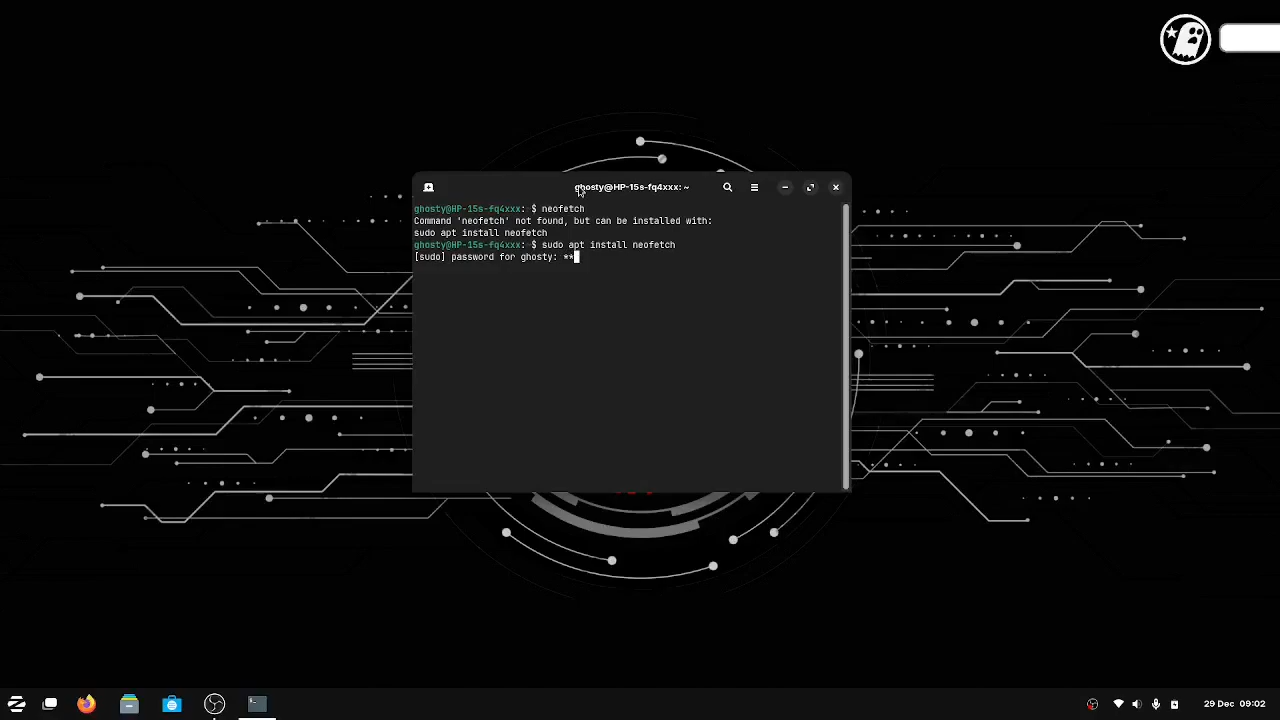 ghosty@HP-15s-fq4xxx: ~
ghosty@HP-15s-fq4xxx:~$ neofetch
Command 'neofetch' not found, but can be installed with:
sudo apt install neofetch
ghosty@HP-15s-fq4xxx:~$ sudo apt install neofetch
[sudo] password for ghosty: **
29 Dec 09:02